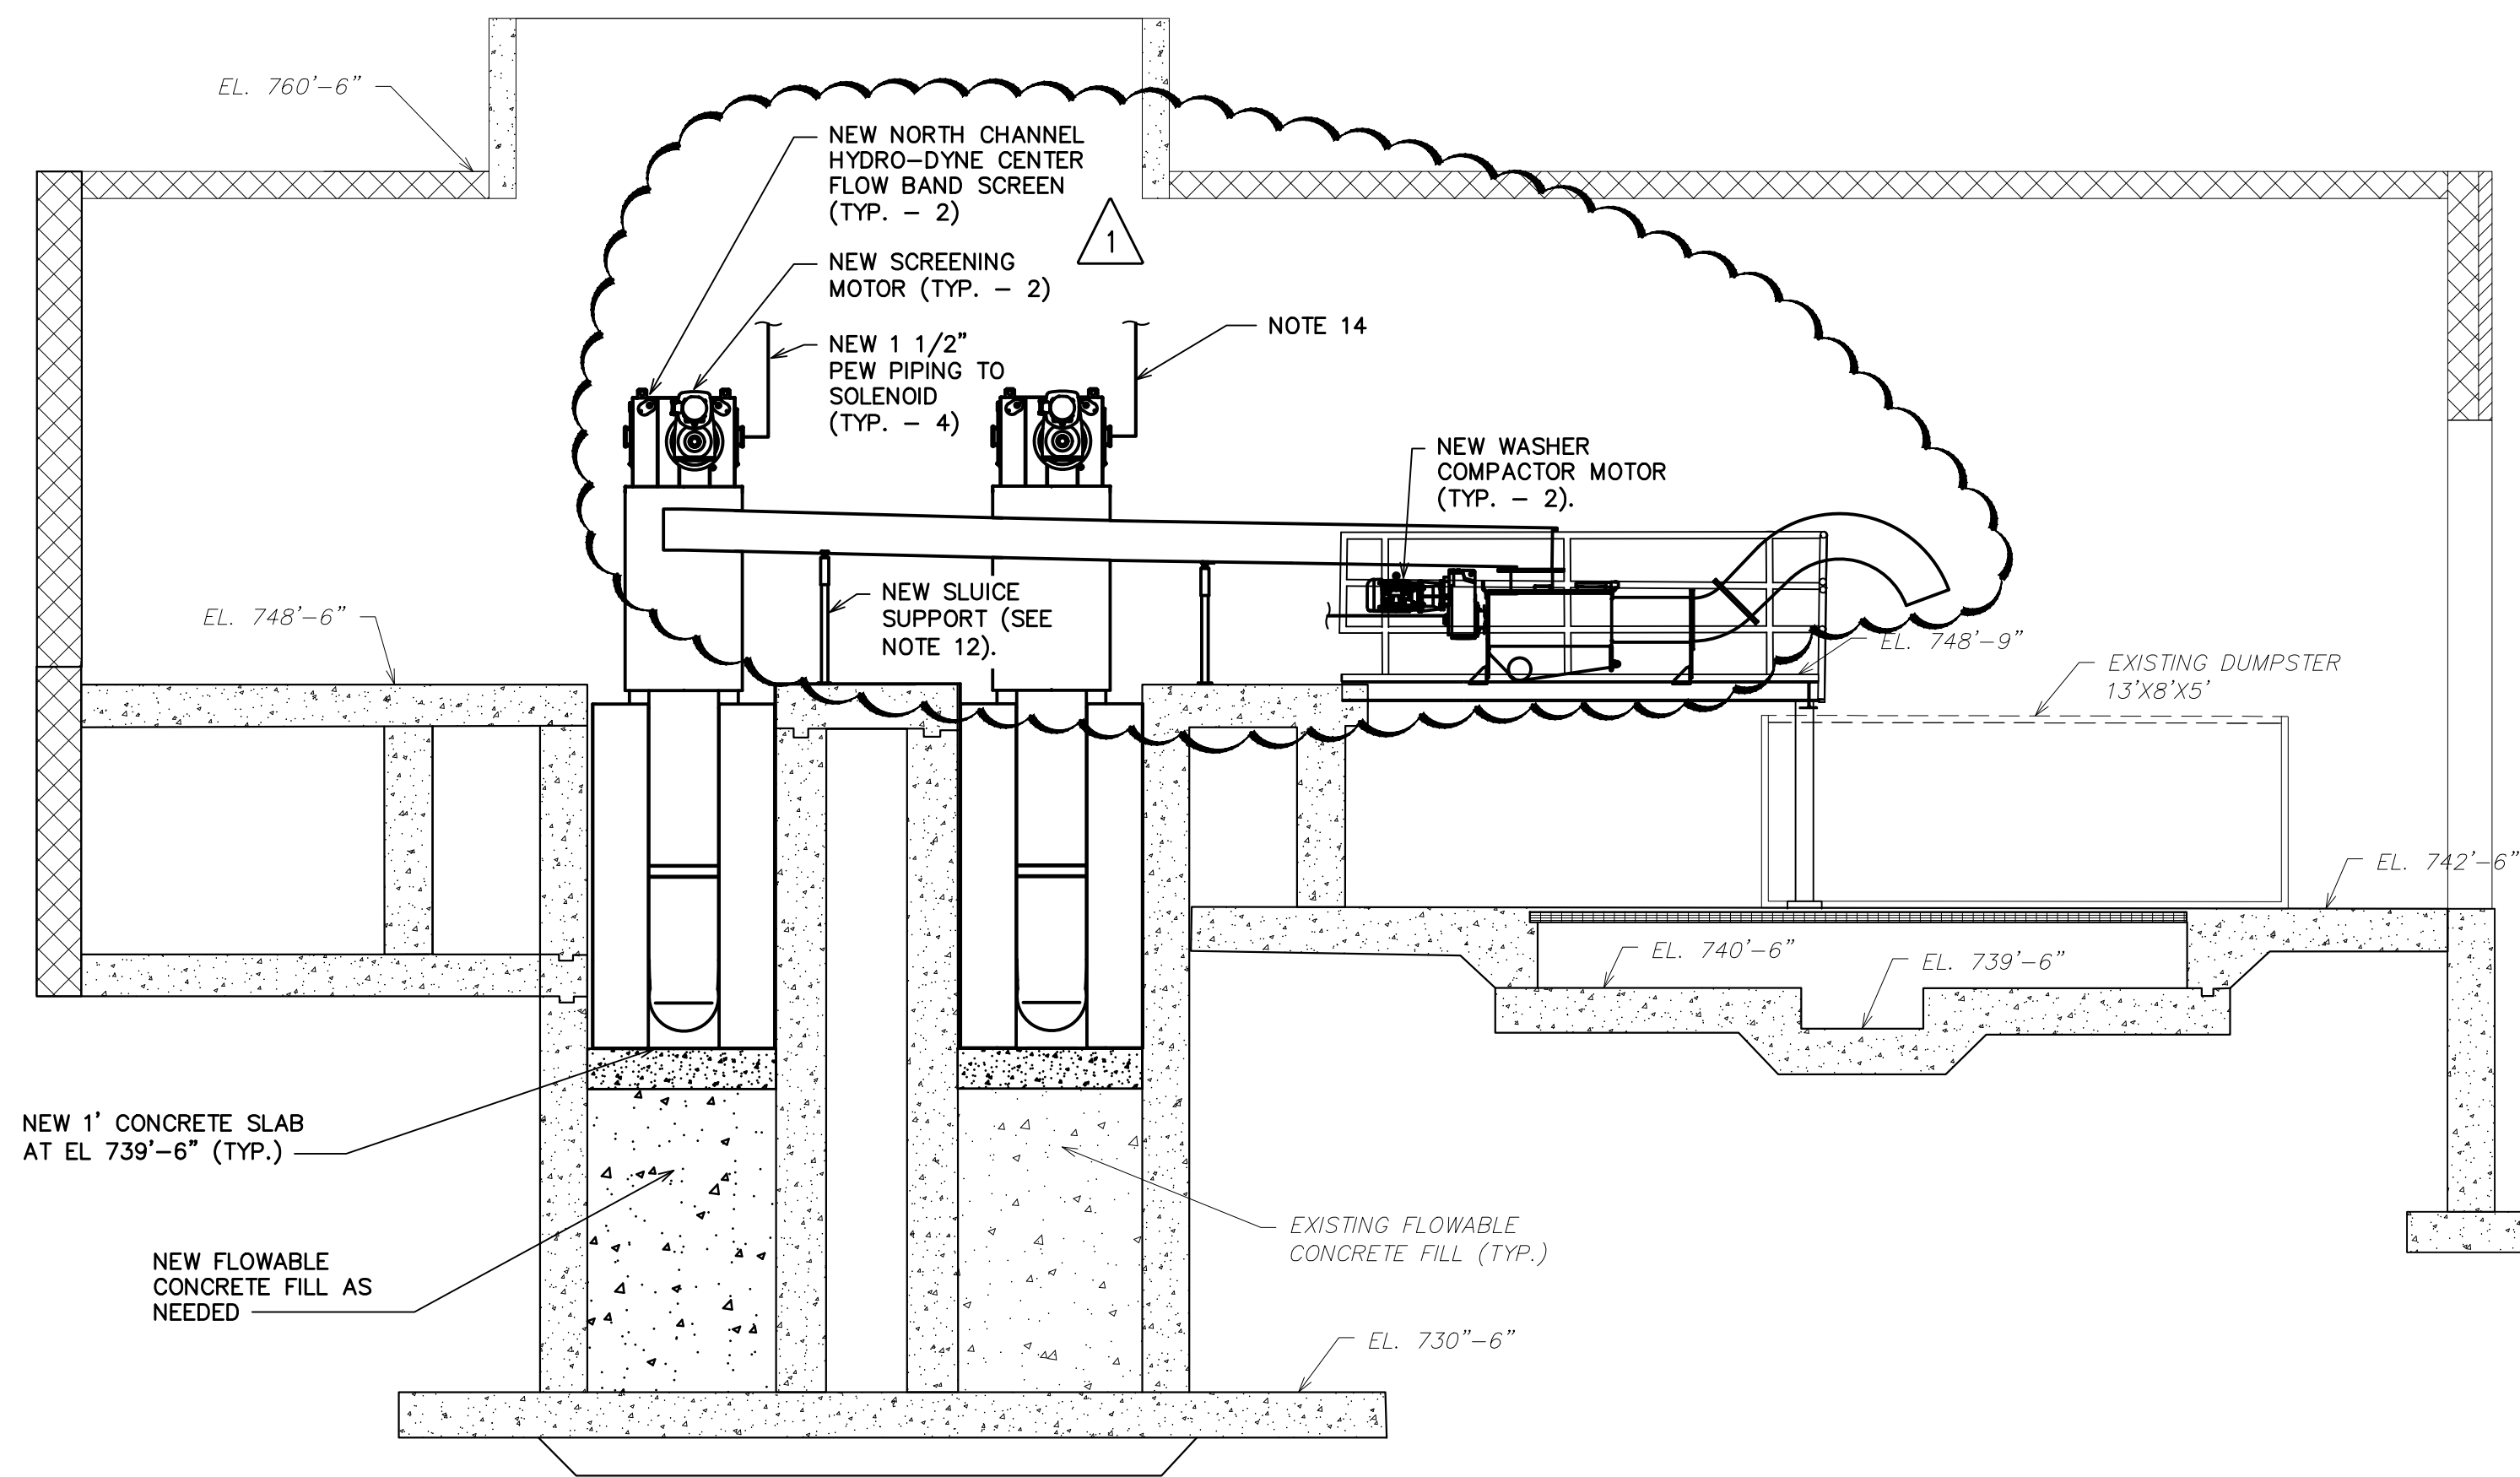 EL. 760'-6"
NEW NORTH CHANNEL
HYDRO-DYNE CENTER
FLOW BAND SCREEN
(TYP. - 2)
1
NEW SCREENING
MOTOR (TYP. - 2)
NEW 1 1/2"
PEW PIPING TO
SOLENOID
(TYP. - 4)
NOTE 14
NEW WASHER
COMPACTOR MOTOR
(TYP. - 2).
NEW SLUICE
SUPPORT (SEE
NOTE 12).
EL. 748'-6"
EL. 748'-9"
EXISTING DUMPSTER
13'X8'X5'
EL. 742'-6"
EL. 740'-6"
EL. 739'-6"
NEW 1' CONCRETE SLAB
AT EL 739'-6" (TYP.)
NEW FLOWABLE
CONCRETE FILL AS
NEEDED
EXISTING FLOWABLE
CONCRETE FILL (TYP.)
EL. 730"-6"